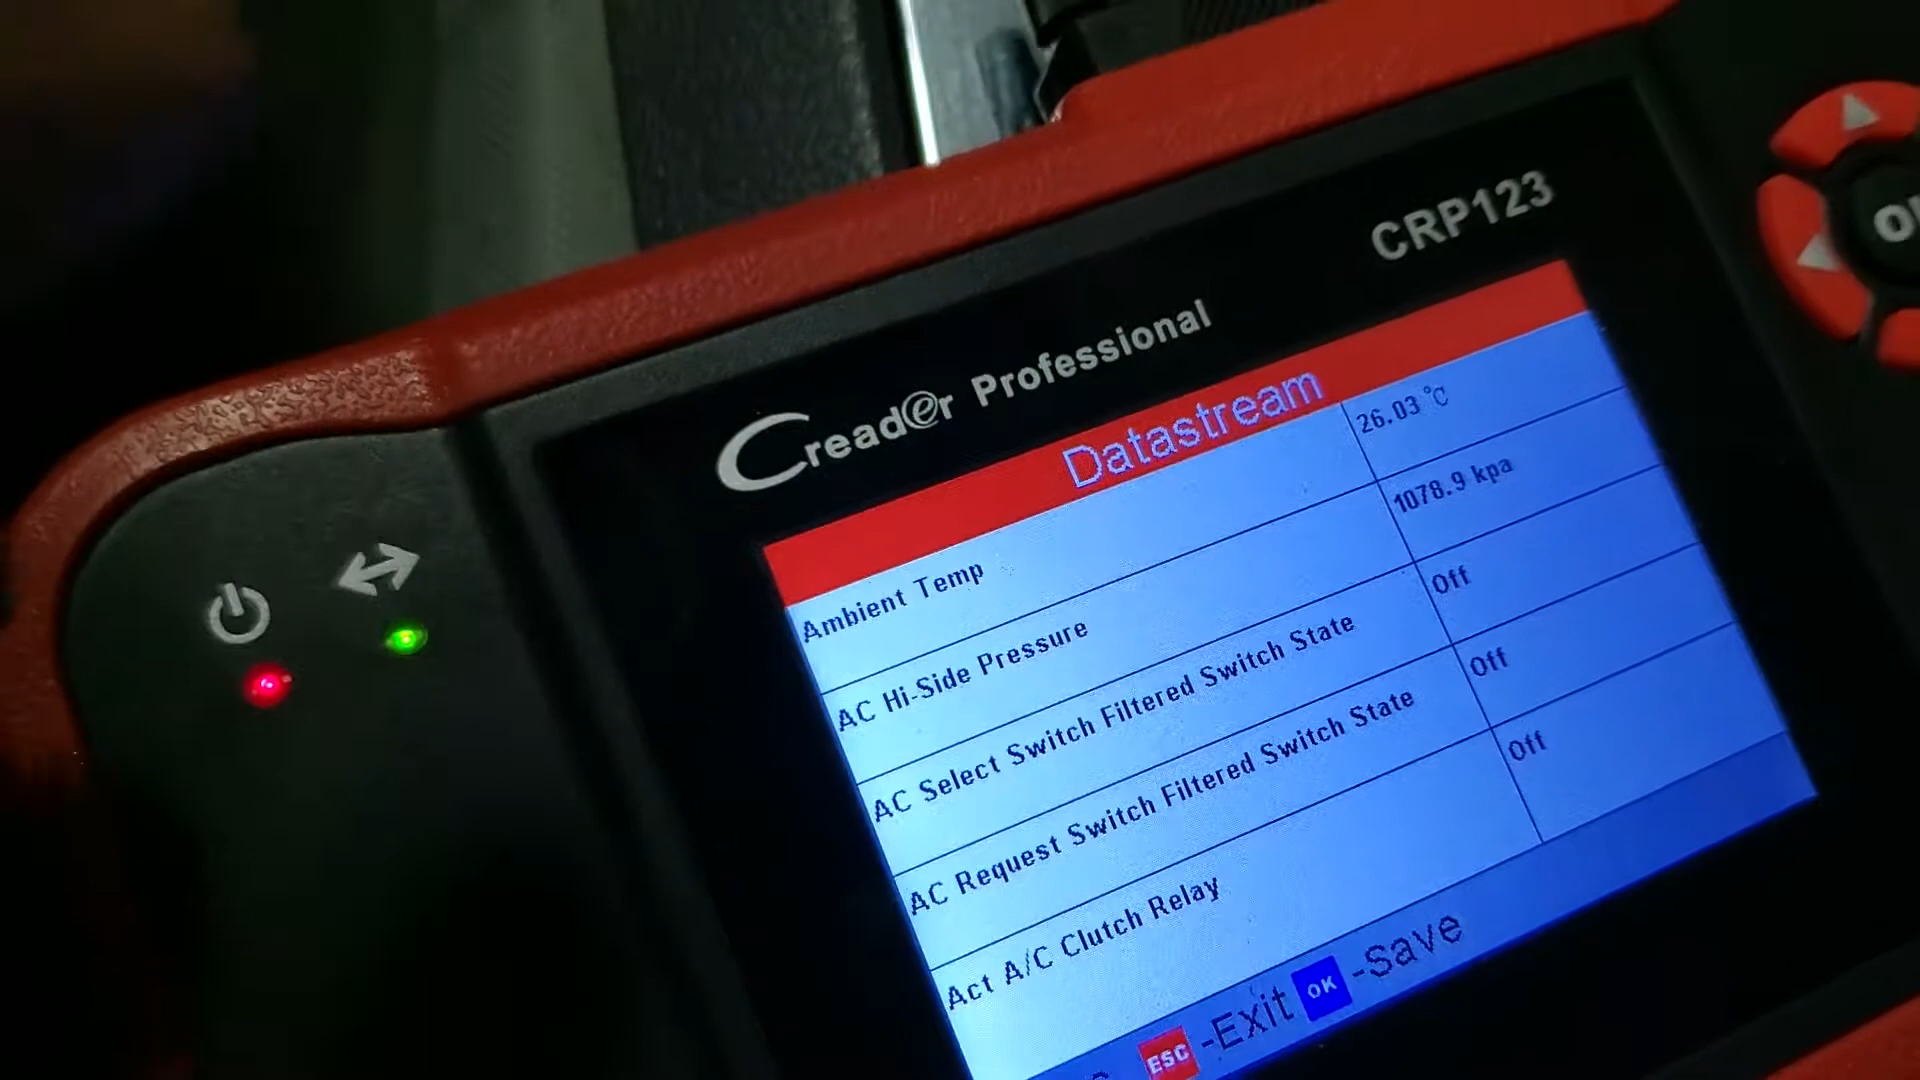 CRP123
Creader Professional
Datastream
Ambient Temp 26.03 °C
AC Hi-Side Pressure 1078.9 kpa
AC Select Switch Filtered Switch State Off
AC Request Switch Filtered Switch State Off
Act A/C Clutch Relay Off
ESC -Exit OK -Save